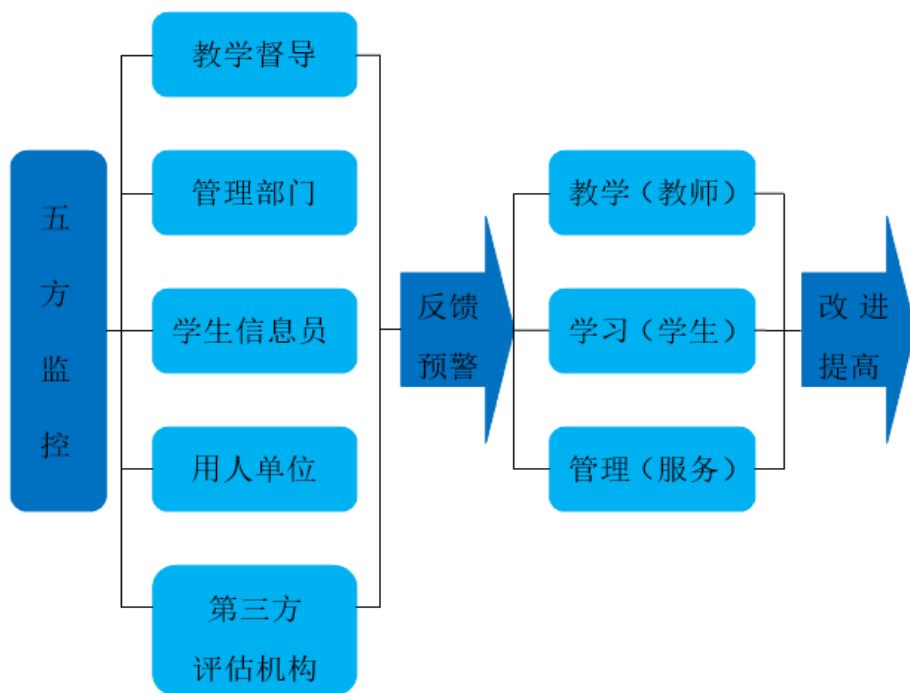 五
方
监
控
教学督导
管理部门
学生信息员
用人单位
第三方
评估机构
反馈
预警
教学（教师）
学习（学生）
管理（服务）
改 进
提高